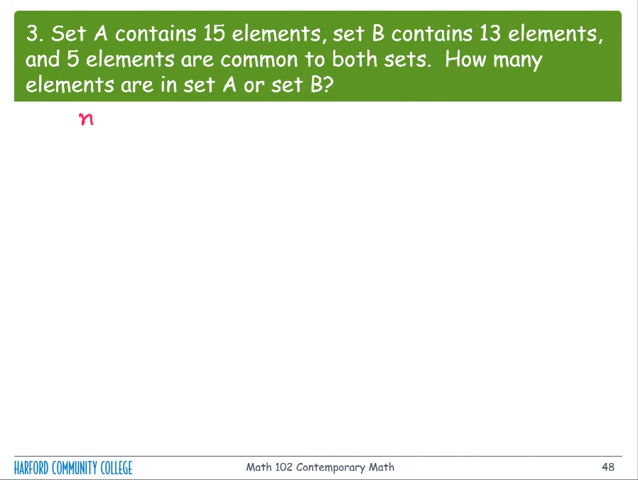 3. Set A contains 15 elements, set B contains 13 elements,
and 5 elements are common to both sets. How many
elements are in set A or set B?
n
HARFORD COMMUNITY COLLEGE
Math 102 Contemporary Math
48